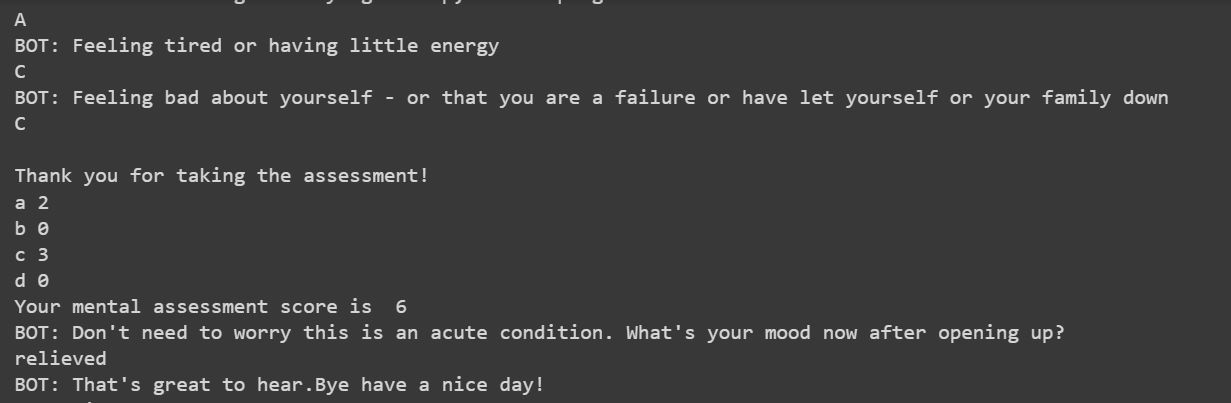 A
BOT: Feeling tired or having little energy
C
BOT: Feeling bad about yourself - or that you are a failure or have let yourself or your family down
C
Thank you for taking the assessment!
a 2
b 0
c 3
d 0
Your mental assessment score is  6
BOT: Don't need to worry this is an acute condition. What's your mood now after opening up?
relieved
BOT: That's great to hear.Bye have a nice day!